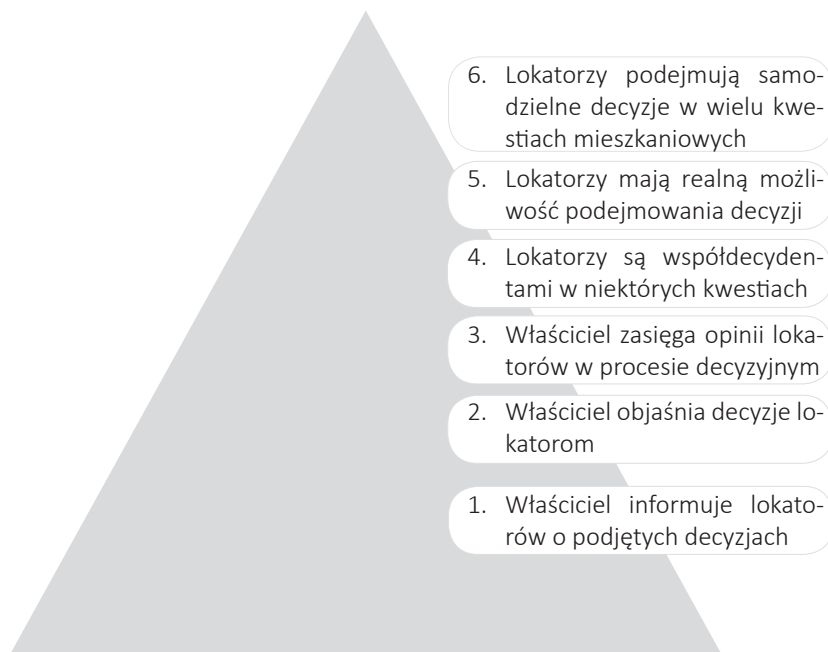 6. Lokatorzy podejmują samo-
dzielne decyzje w wielu kwe-
stiach mieszkaniowych
5. Lokatorzy mają realną możli-
wość podejmowania decyzji
4. Lokatorzy są współdecyden-
tami w niektórych kwestiach
3. Właściciel zasięga opinii loka-
torów w procesie decyzyjnym
2. Właściciel objaśnia decyzje lo-
katorom
1. Właściciel informuje lokato-
rów o podjętych decyzjach